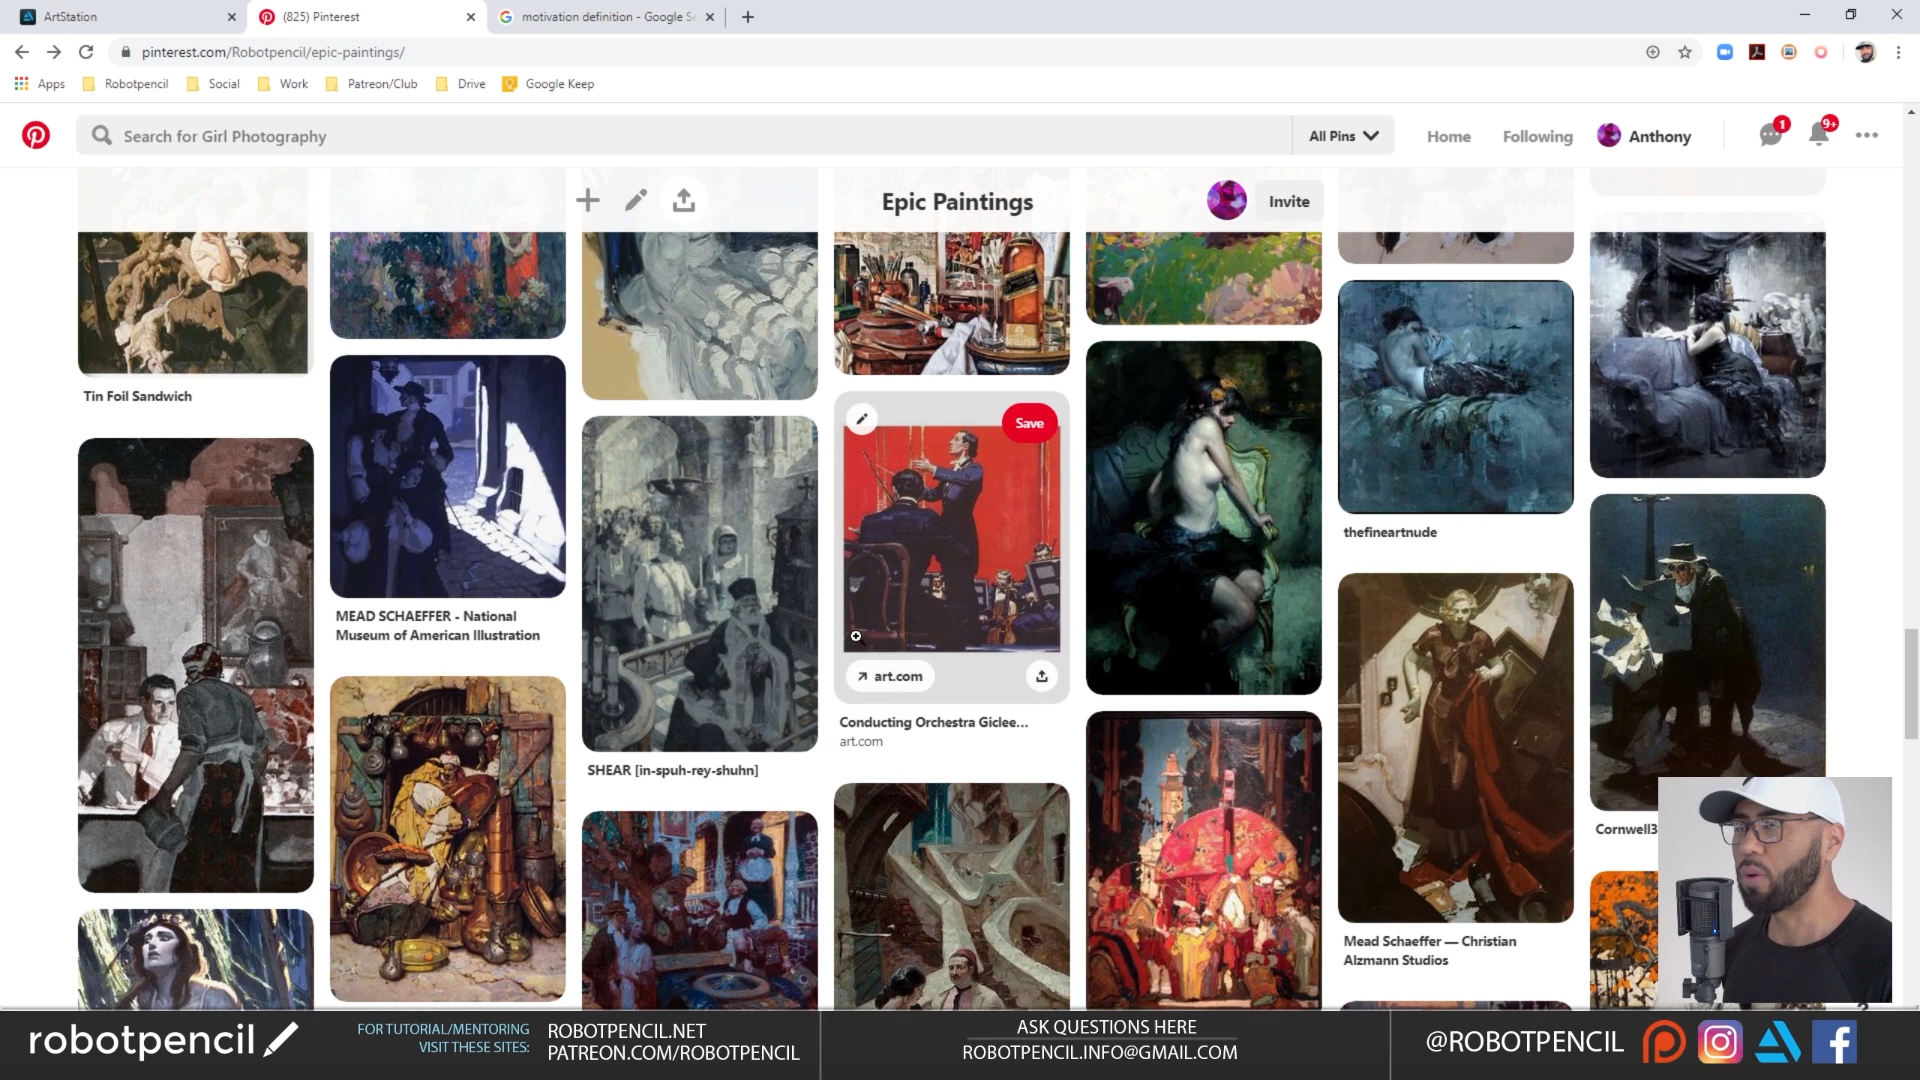 ArtStation
(825) Pinterest
motivation definition - Google Se
pinterest.com/Robotpencil/epic-paintings/
Apps
Robotpencil
Social
Work
Patreon/Club
Drive
Google Keep
Search for Girl Photography
All Pins
Home
Following
Anthony
1
9+
Epic Paintings
Invite
Tin Foil Sandwich
Save
thefineartnude
MEAD SCHAEFFER - National
Museum of American Illustration
art.com
Conducting Orchestra Giclee...
art.com
SHEAR [in-spuh-rey-shuhn]
Cornwell3
Mead Schaeffer — Christian
Alzmann Studios
robotpencil
FOR TUTORIAL/MENTORING
VISIT THESE SITES:
ROBOTPENCIL.NET
PATREON.COM/ROBOTPENCIL
ASK QUESTIONS HERE
ROBOTPENCIL.INFO@GMAIL.COM
@ROBOTPENCIL